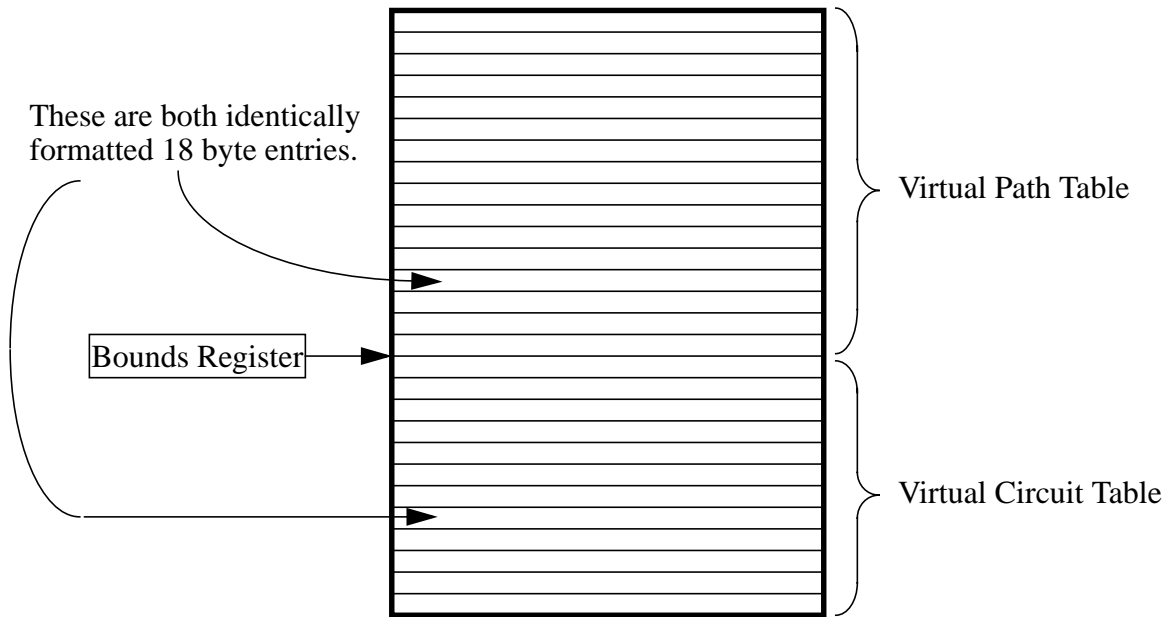 These are both identically
formatted 18 byte entries.
Virtual Path Table
Bounds Register
Virtual Circuit Table